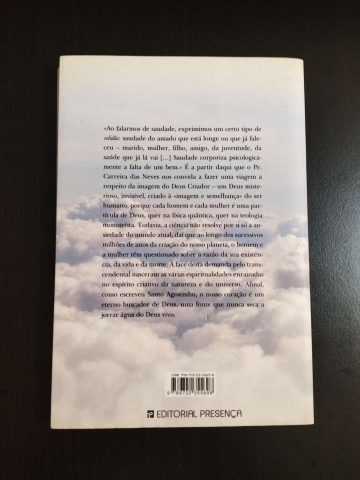 «Ao falarmos de saudade, exprimimos um certo tipo de
solidão: saudade do amado que está longe ou que já fale-
ceu – marido, mulher, filho, amigo, da juventude, da
saúde que já lá vai [...] Saudade corporiza psicologica-
mente a falta de um bem.» É a partir daqui que o Pe.
Carreira das Neves nos convida a fazer uma viagem a
respeito da imagem do Deus Criador – um Deus miste-
rioso, invisível, criado à «imagem e semelhança» do ser
humano, porque cada homem e cada mulher é uma par-
tícula de Deus, quer na física quântica, quer na teologia
monoteísta. Todavia, a ciência não resolve por si só a an-
siedade do mundo atual, daí que ao longo dos sucessivos
milhões de anos da criação do nosso planeta, o homem e
a mulher têm questionado sobre a razão da sua existên-
cia, da vida e da morte. À face desta demanda pelo trans-
cendental nasceram as várias espiritualidades enraizadas
no espírito criativo da natureza e do universo. Afinal,
como escreveu Santo Agostinho, o nosso coração é um
eterno buscador de Deus, uma fonte que nunca seca a
jorrar água do Deus vivo.
ISBN
9 789722
EDITORIAL PRESENÇA